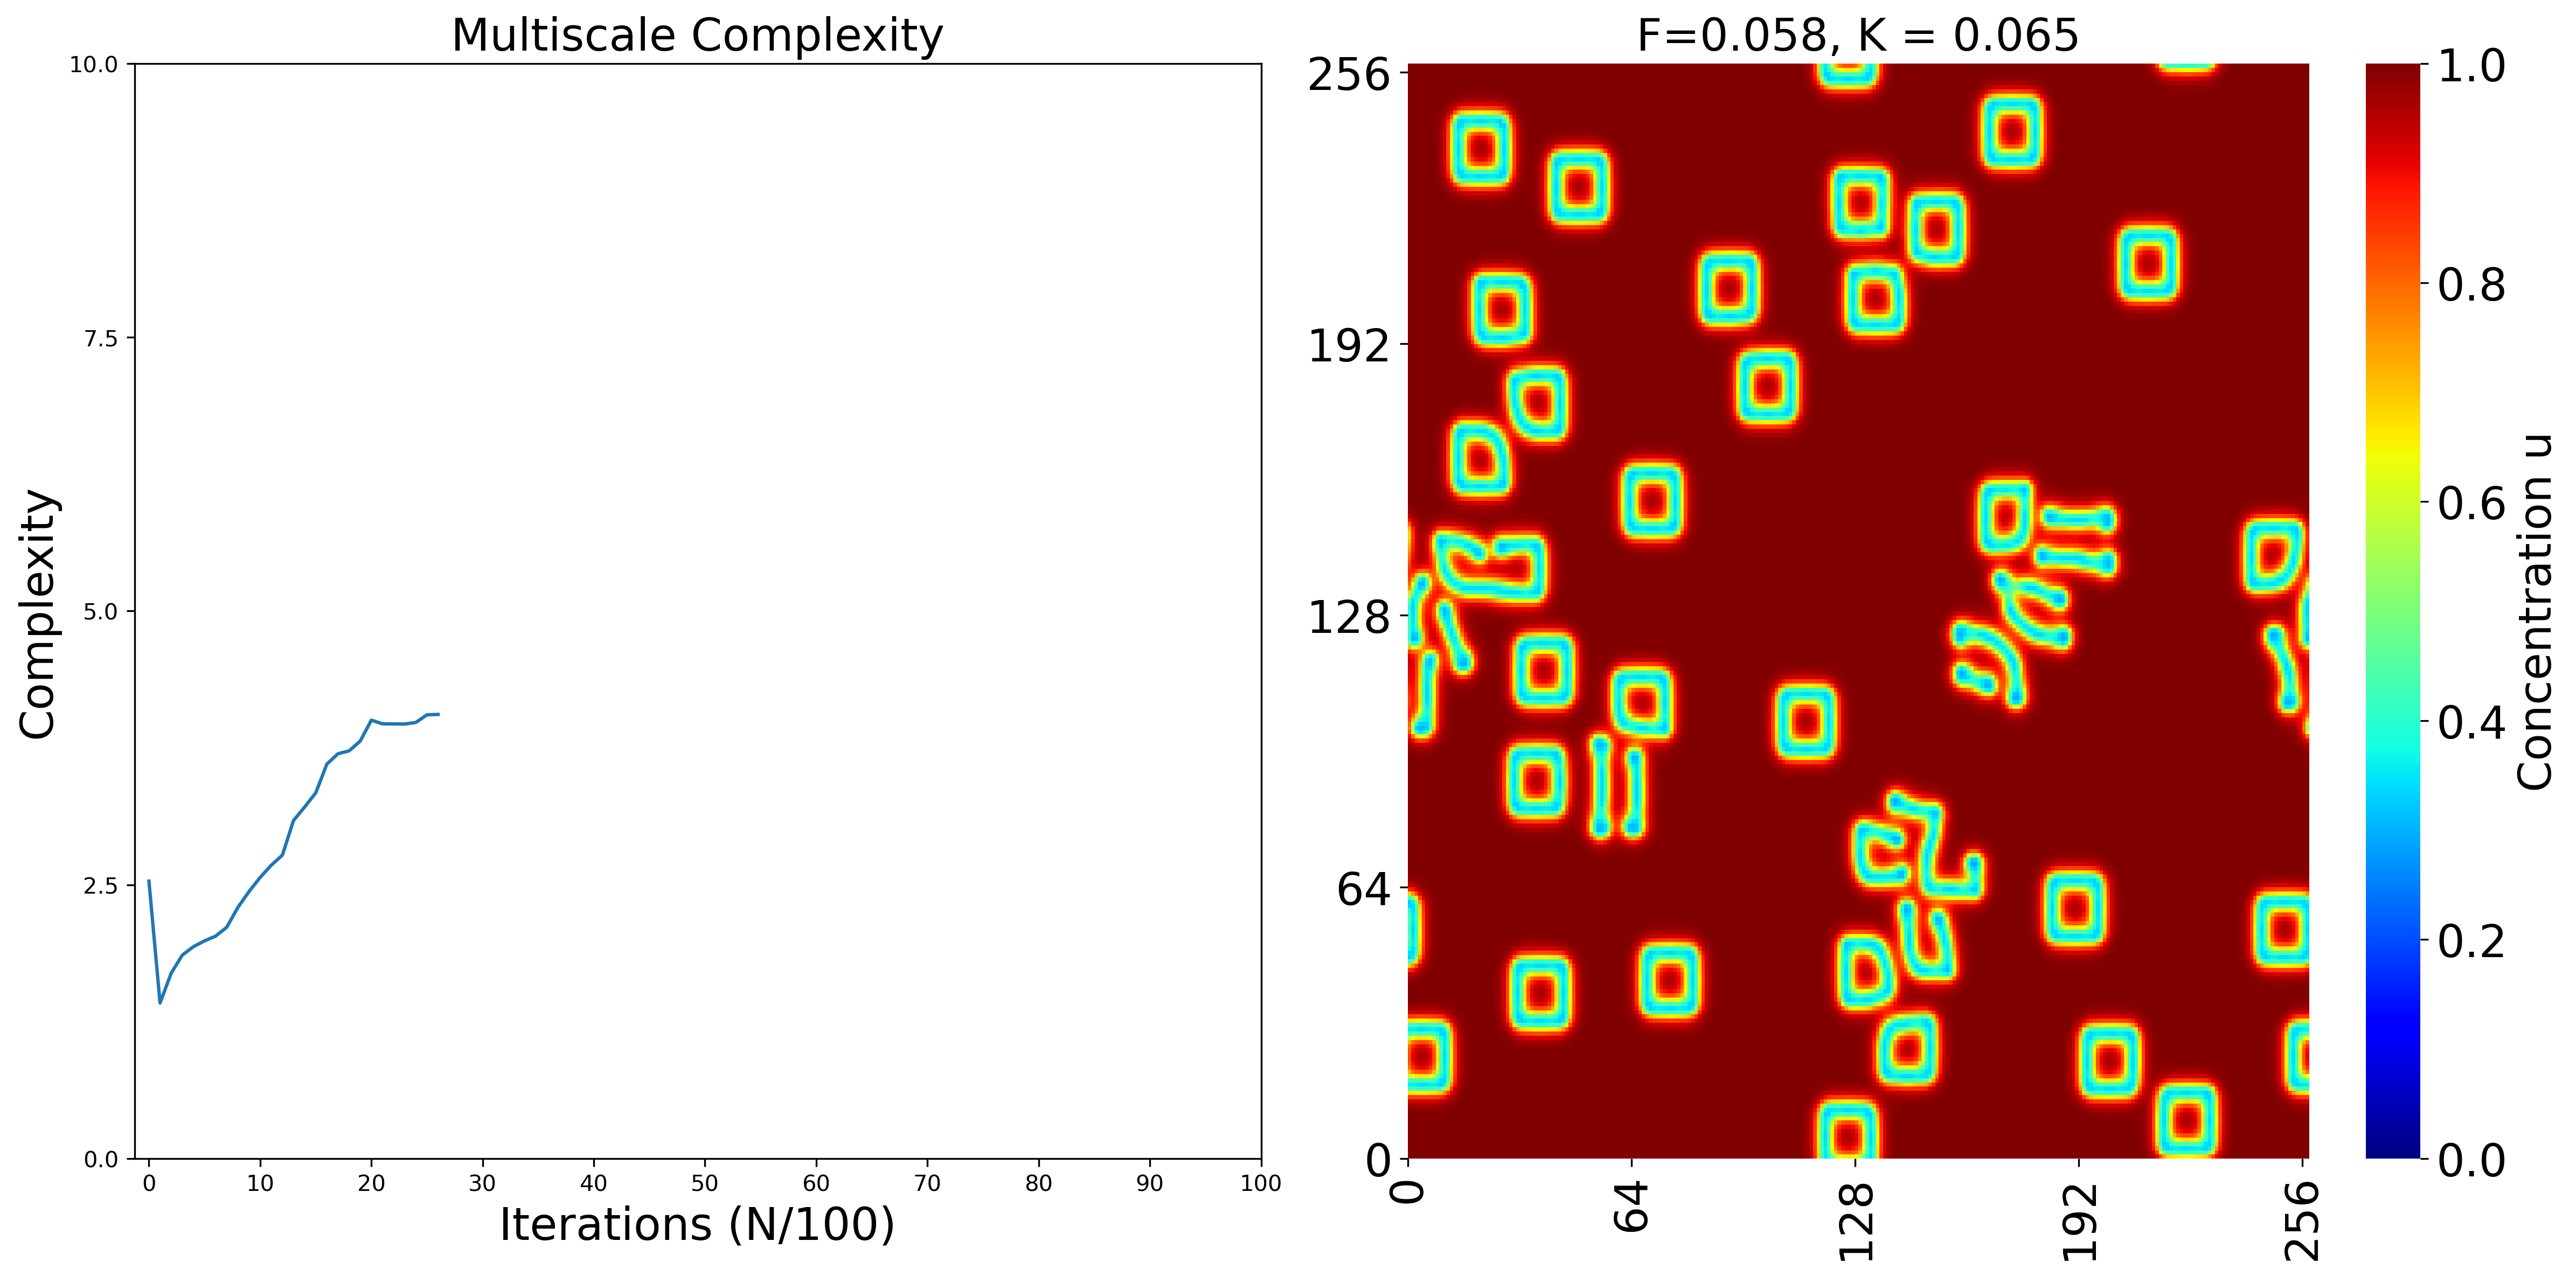 Multiscale Complexity
10.0
7.5
5.0
2.5
0.0
Complexity
0 10 20 30 40 50 60 70 80 90 100
Iterations (N/100)
F=0.058, K = 0.065
256
192
128
64
0
0 64 128 192 256
1.0
0.8
0.6
0.4
0.2
0.0
Concentration u